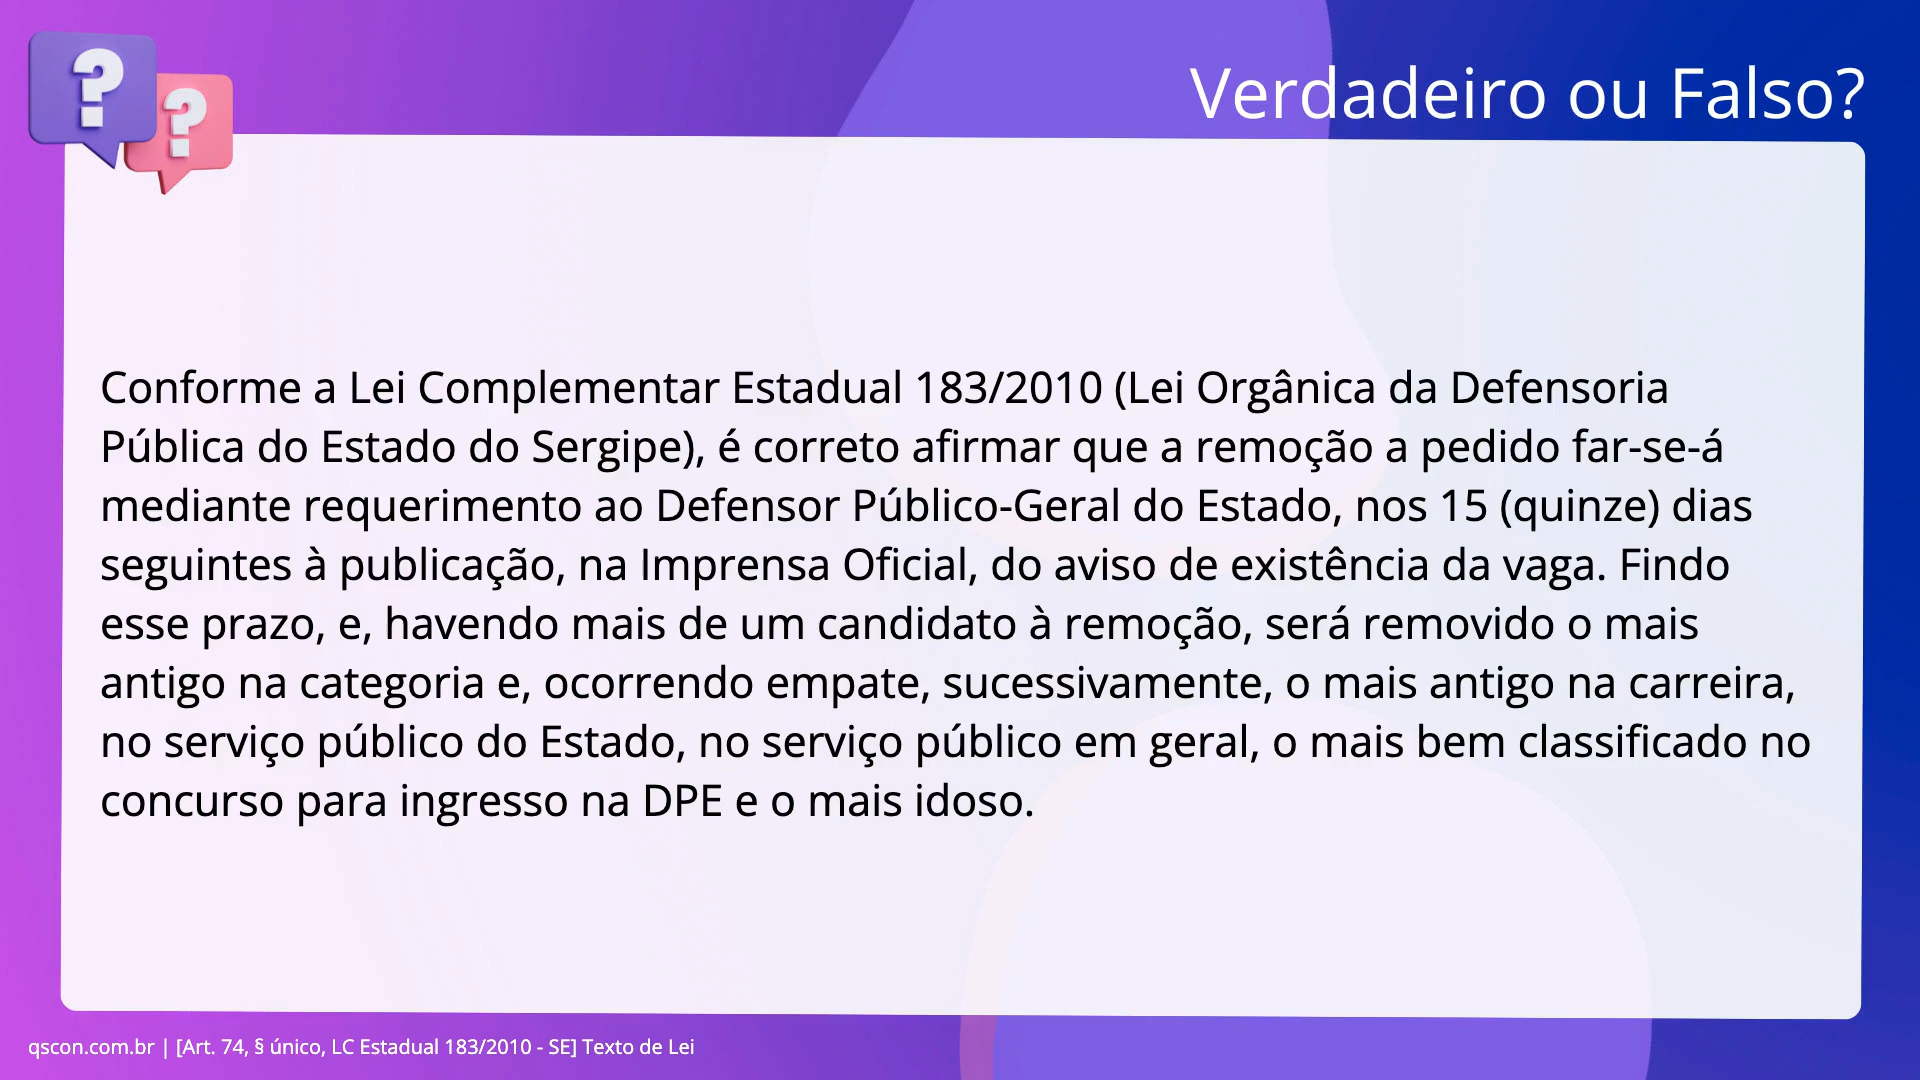 Verdadeiro ou Falso?
Conforme a Lei Complementar Estadual 183/2010 (Lei Orgânica da Defensoria
Pública do Estado do Sergipe), é correto afirmar que a remoção a pedido far-se-á
mediante requerimento ao Defensor Público-Geral do Estado, nos 15 (quinze) dias
seguintes à publicação, na Imprensa Oficial, do aviso de existência da vaga. Findo
esse prazo, e, havendo mais de um candidato à remoção, será removido o mais
antigo na categoria e, ocorrendo empate, sucessivamente, o mais antigo na carreira,
no serviço público do Estado, no serviço público em geral, o mais bem classificado no
concurso para ingresso na DPE e o mais idoso.
qscon.com.br | [Art. 74, § único, LC Estadual 183/2010 - SE] Texto de Lei